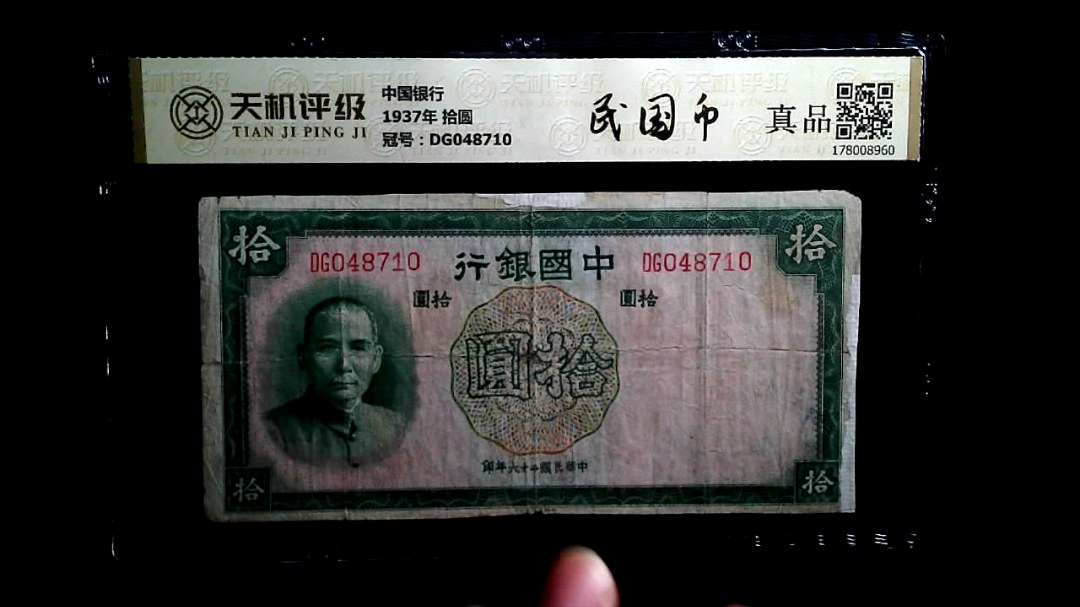 天机评级
TIAN JI PING JI
中国银行
1937年 拾圆
冠号：DG048710
民国币
真品
178008960
拾
拾
DG048710
行銀國中
DG048710
圓拾
圓拾
圓拾
印年六十二國民華中
拾
拾